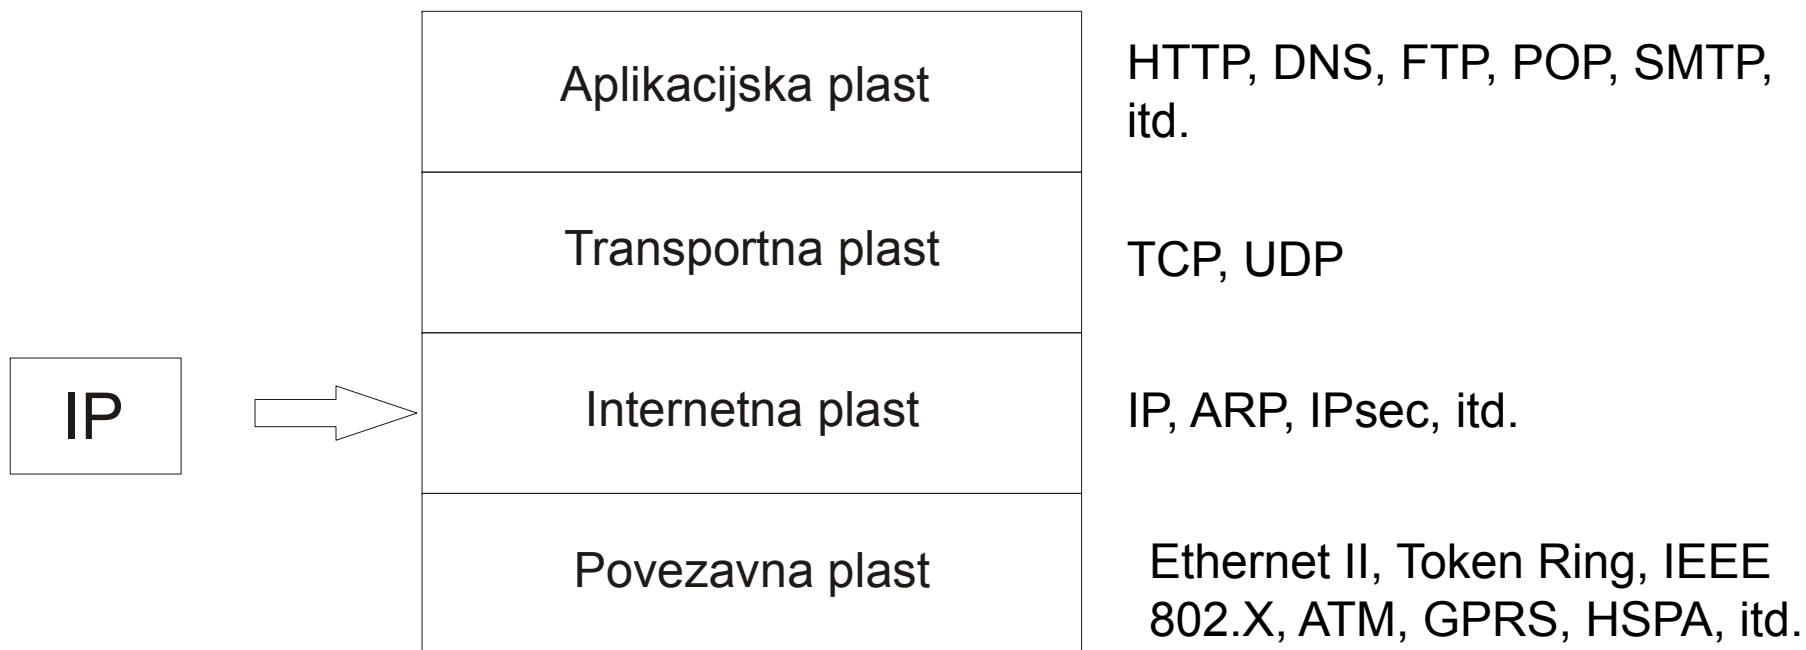 Aplikacijska plast
HTTP, DNS, FTP, POP, SMTP,
itd.
Transportna plast
TCP, UDP
IP
Internetna plast
IP, ARP, IPsec, itd.
Povezavna plast
Ethernet II, Token Ring, IEEE
802.X, ATM, GPRS, HSPA, itd.